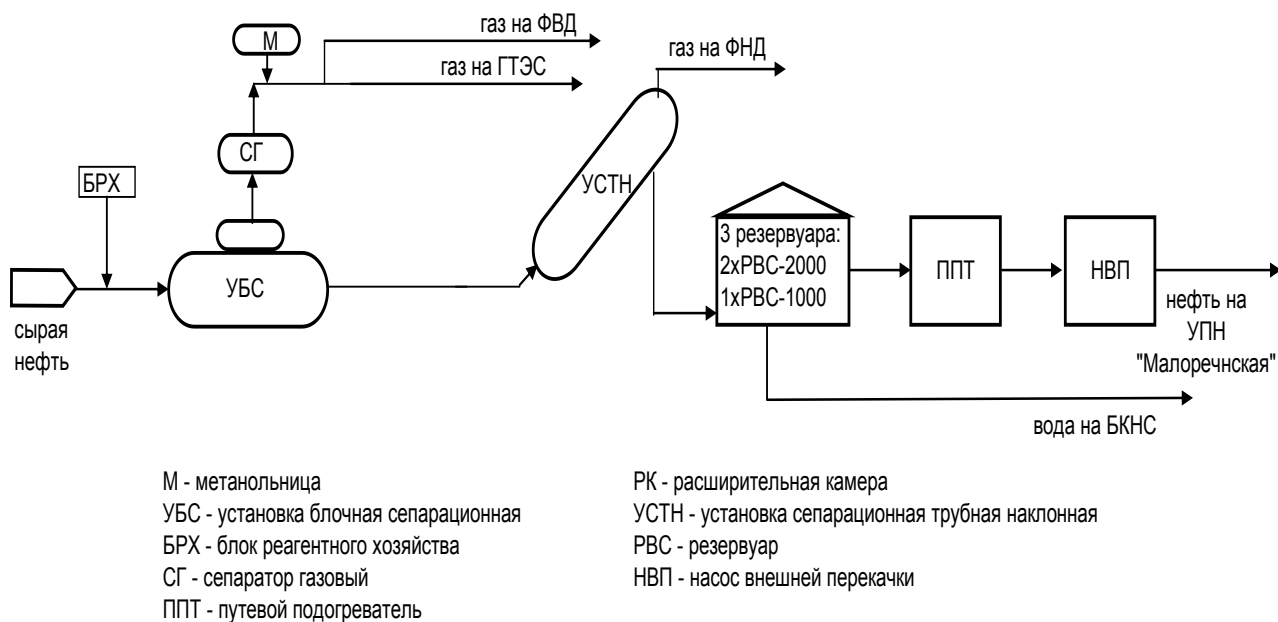 газ на ФВД
М
газ на ФНД
газ на ГТЭС
СГ
БРХ
УСТН
3 резервуара:
2хРВС-2000
1хРВС-1000
ППТ
НВП
УБС
сырая
нефть
нефть на
УПН
"Малоречнская"
вода на БКНС
М - метанольница
УБС - установка блочная сепарационная
БРХ - блок реагентного хозяйства
СГ - сепаратор газовый
ППТ - путевой подогреватель
РК - расширительная камера
УСТН - установка сепарационная трубная наклонная
РВС - резервуар
НВП - насос внешней перекачки